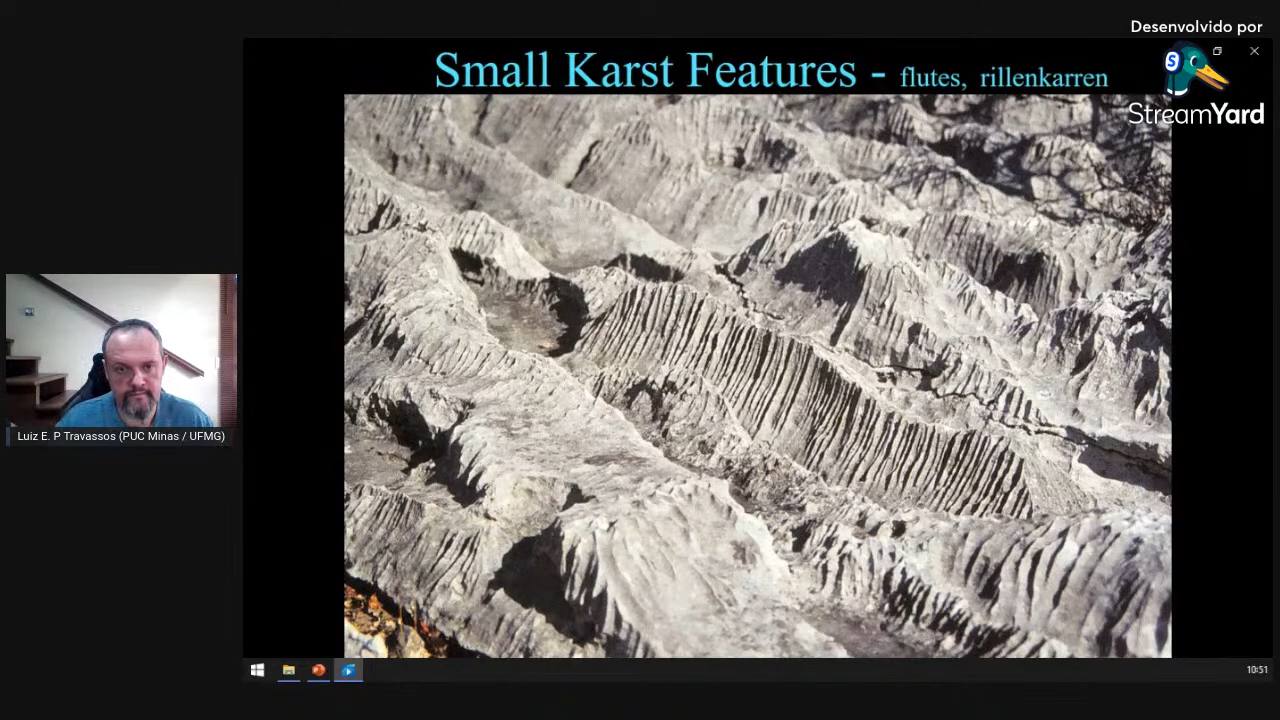 Desenvolvido por
StreamYard
Small Karst Features - flutes, rillenkarren
Luiz E. P Travassos (PUC Minas / UFMG)
10:51